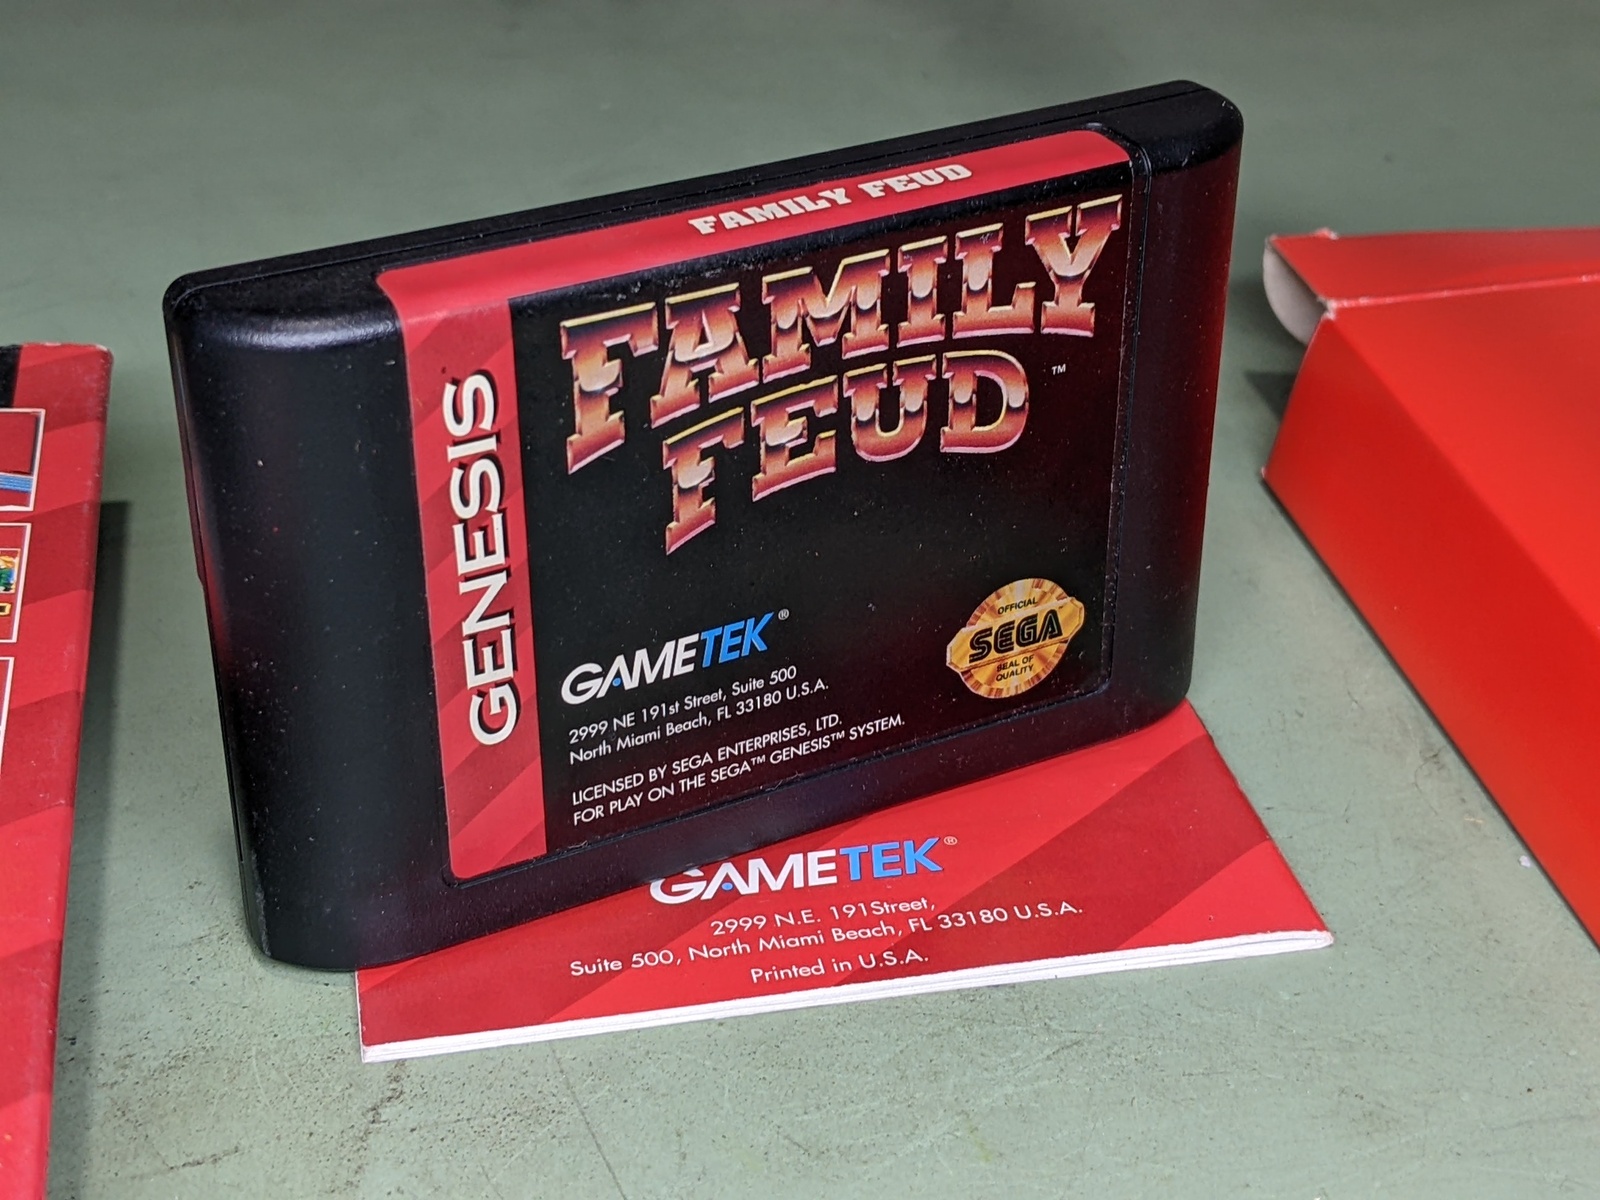 FAMILY FEUD
GENESIS
FAMILY
FEUD™
GAMETEK®
2999 NE 191st Street, Suite 500
North Miami Beach, FL 33180 U.S.A.
LICENSED BY SEGA ENTERPRISES, LTD.
FOR PLAY ON THE SEGA™ GENESIS™ SYSTEM.
OFFICIAL
SEGA
SEAL OF
QUALITY
GAMETEK®
2999 N.E. 191Street,
Suite 500, North Miami Beach, FL 33180 U.S.A.
Printed in U.S.A.